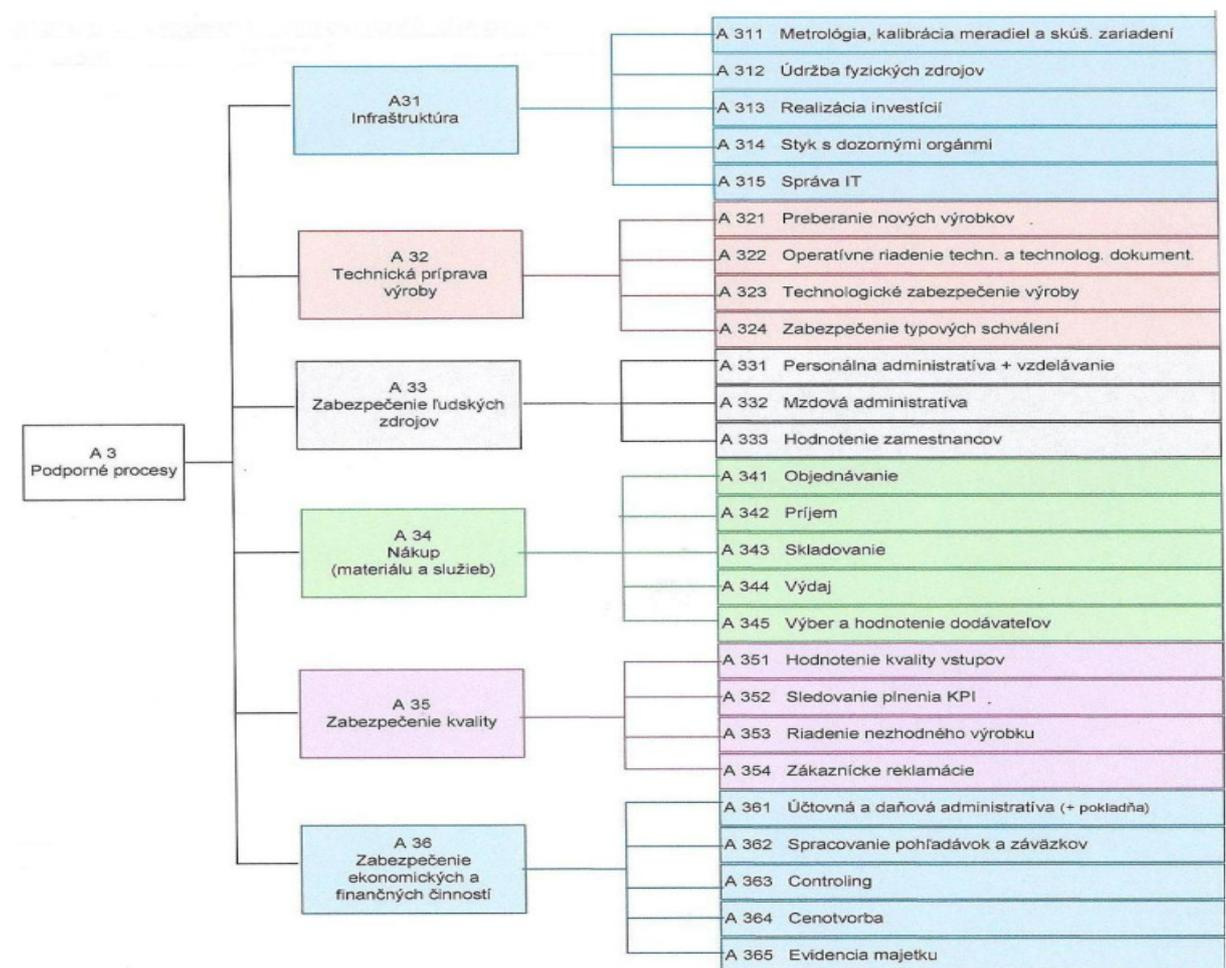 A 3
Podporné procesy
A31
Infraštruktúra
A 311 Metrológia, kalibrácia meradiel a skúš. zariadení
A 312 Údržba fyzických zdrojov
A 313 Realizácia investícií
A 314 Styk s dozornými orgánmi
A 315 Správa IT
A 32
Technická príprava
výroby
A 321 Preberanie nových výrobkov
A 322 Operatívne riadenie techn. a technolog. dokument.
A 323 Technologické zabezpečenie výroby
A 324 Zabezpečenie typových schválení
A 33
Zabezpečenie ľudských
zdrojov
A 331 Personálna administratíva + vzdelávanie
A 332 Mzdová administratíva
A 333 Hodnotenie zamestnancov
A 34
Nákup
(materiálu a služieb)
A 341 Objednávanie
A 342 Príjem
A 343 Skladovanie
A 344 Výdaj
A 345 Výber a hodnotenie dodávateľov
A 35
Zabezpečenie kvality
A 351 Hodnotenie kvality vstupov
A 352 Sledovanie plnenia KPI
A 353 Riadenie nezhodného výrobku
A 354 Zákaznícke reklamácie
A 36
Zabezpečenie
ekonomických a
finančných činností
A 361 Účtovná a daňová administratíva (+ pokladňa)
A 362 Spracovanie pohľadávok a záväzkov
A 363 Controling
A 364 Cenotvorba
A 365 Evidencia majetku